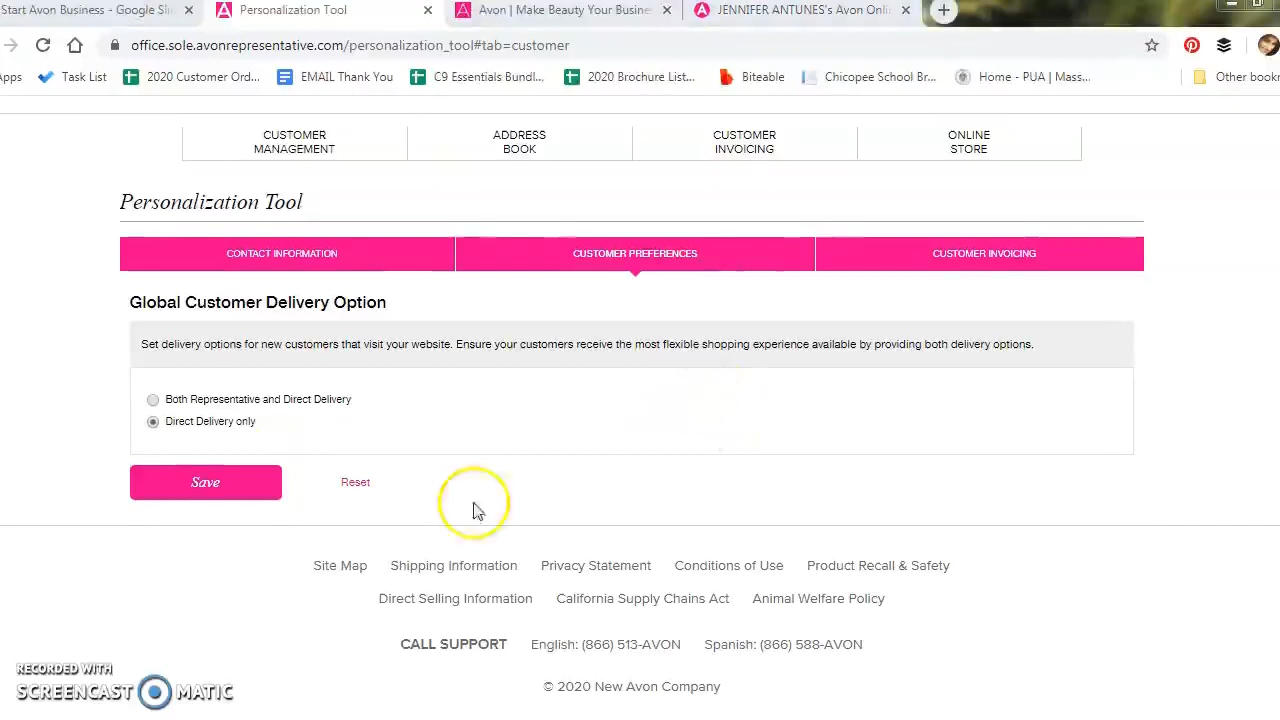 Start Avon Business - Google Sli
Personalization Tool
Avon | Make Beauty Your Busine
JENNIFER ANTUNES's Avon Onli
office.sole.avonrepresentative.com/personalization_tool#tab=customer
Apps
Task List
2020 Customer Ord...
EMAIL Thank You
C9 Essentials Bundl...
2020 Brochure List...
Biteable
Chicopee School Br...
Home - PUA | Mass...
Other bookm
CUSTOMER
MANAGEMENT
ADDRESS
BOOK
CUSTOMER
INVOICING
ONLINE
STORE
Personalization Tool
CONTACT INFORMATION
CUSTOMER PREFERENCES
CUSTOMER INVOICING
Global Customer Delivery Option
Set delivery options for new customers that visit your website. Ensure your customers receive the most flexible shopping experience available by providing both delivery options.
Both Representative and Direct Delivery
Direct Delivery only
Save
Reset
Site Map
Shipping Information
Privacy Statement
Conditions of Use
Product Recall & Safety
Direct Selling Information
California Supply Chains Act
Animal Welfare Policy
CALL SUPPORT
English: (866) 513-AVON
Spanish: (866) 588-AVON
RECORDED WITH
SCREENCAST MATIC
© 2020 New Avon Company